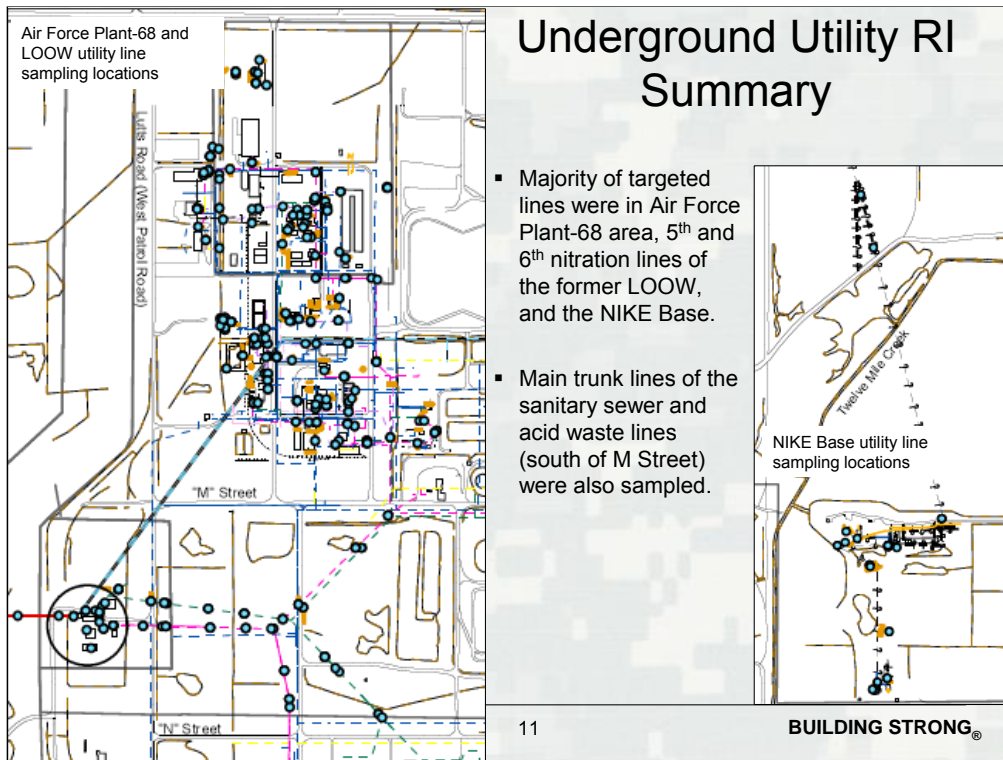 Air Force Plant-68 and
LOOW utility line
sampling locations
Lutts Road (West Patrol Road)
"M" Street
"N" Street
Underground Utility RI
Summary
▪ Majority of targeted
lines were in Air Force
Plant-68 area, 5th and
6th nitration lines of
the former LOOW,
and the NIKE Base.
▪ Main trunk lines of the
sanitary sewer and
acid waste lines
(south of M Street)
were also sampled.
Twelve Mile Creek
NIKE Base utility line
sampling locations
11
BUILDING STRONG®